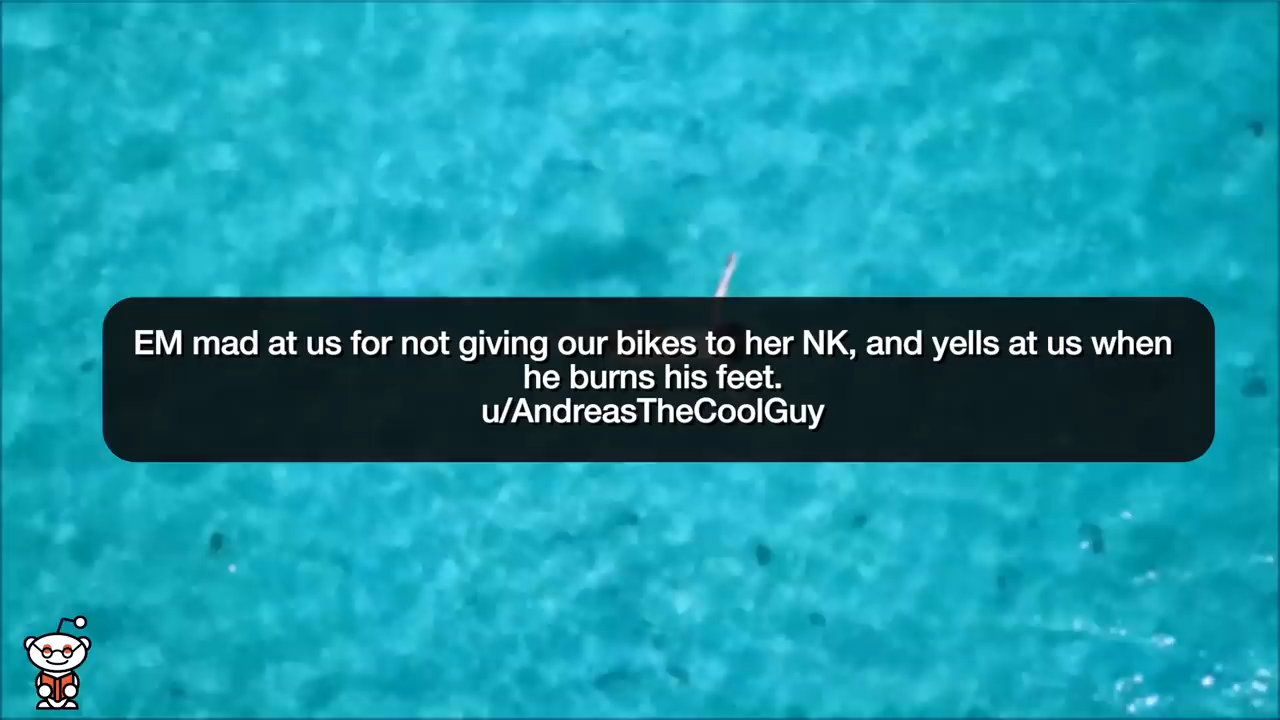 EM mad at us for not giving our bikes to her NK, and yells at us when
he burns his feet.
u/AndreasTheCoolGuy